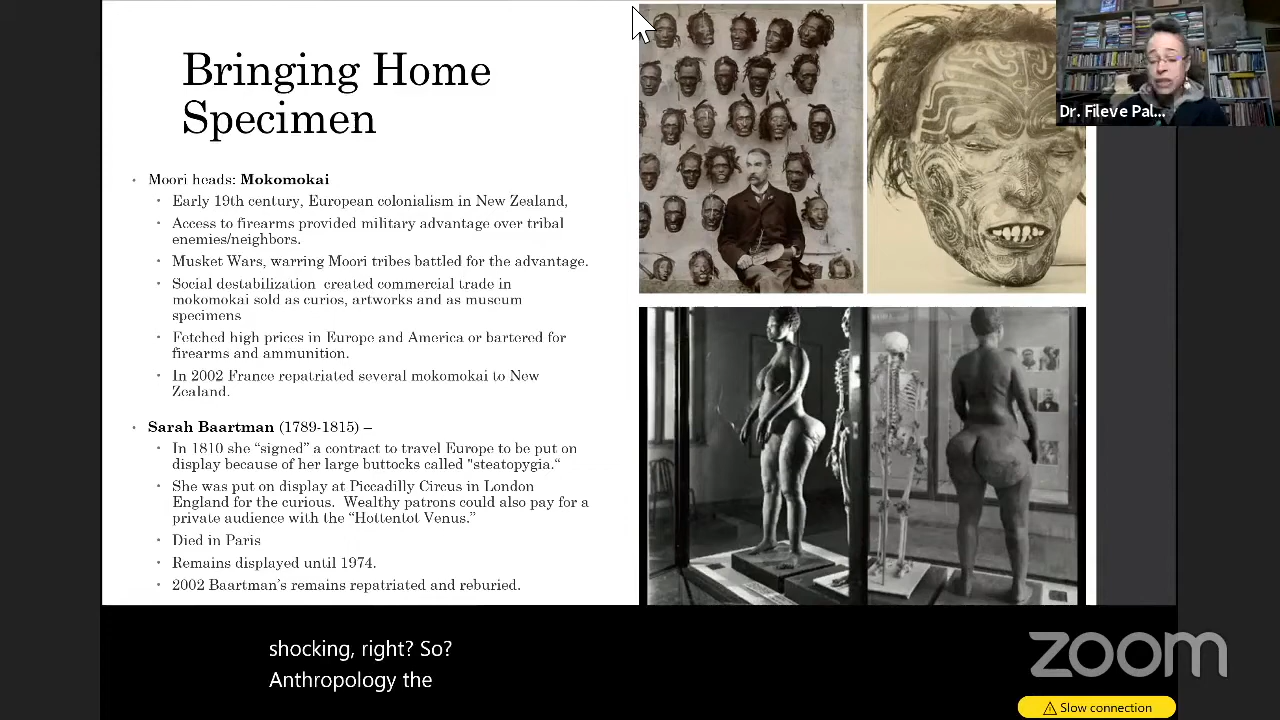 Bringing Home
Specimen
• Moori heads: Mokomokai
• Early 19th century, European colonialism in New Zealand,
• Access to firearms provided military advantage over tribal
enemies/neighbors.
• Musket Wars, warring Moori tribes battled for the advantage.
• Social destabilization  created commercial trade in
mokomokai sold as curios, artworks and as museum
specimens
• Fetched high prices in Europe and America or bartered for
firearms and ammunition.
• In 2002 France repatriated several mokomokai to New
Zealand.
• Sarah Baartman (1789-1815) –
• In 1810 she “signed” a contract to travel Europe to be put on
display because of her large buttocks called "steatopygia.“
• She was put on display at Piccadilly Circus in London
England for the curious.  Wealthy patrons could also pay for a
private audience with the “Hottentot Venus.”
• Died in Paris
• Remains displayed until 1974.
• 2002 Baartman’s remains repatriated and reburied.
Dr. Fileve Pal...
shocking, right? So?
Anthropology the
zoom
Slow connection